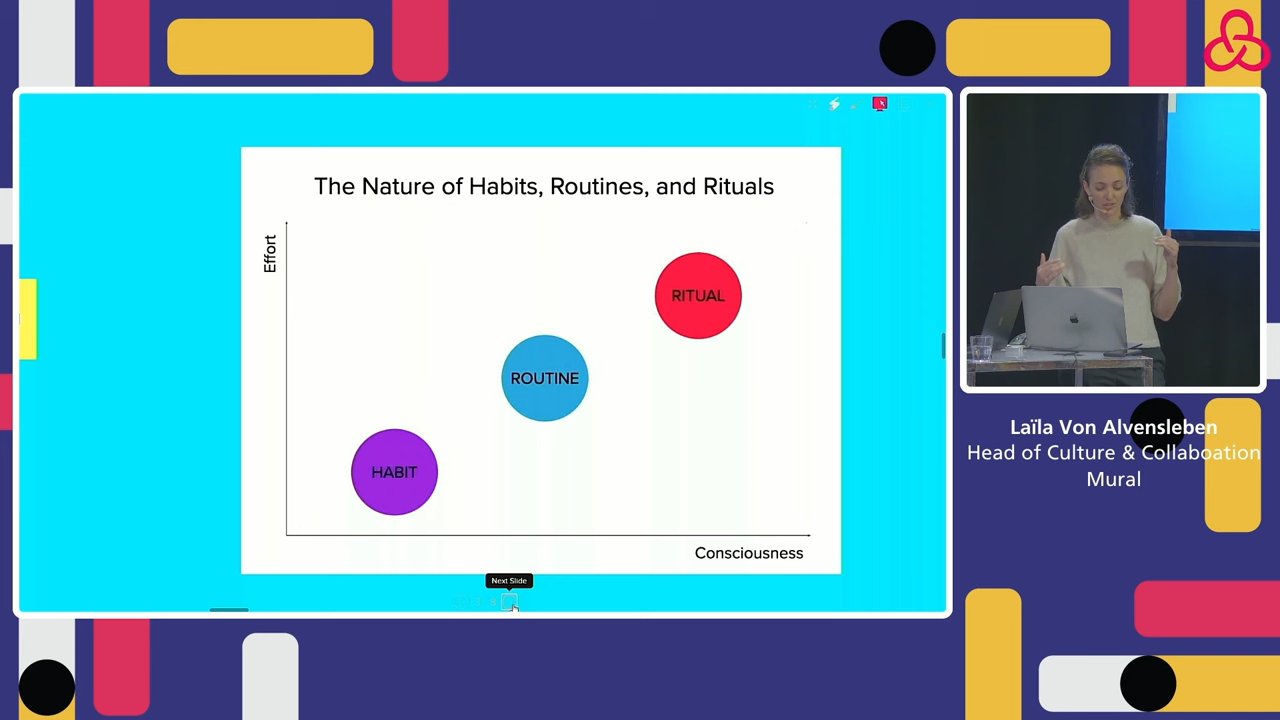 The Nature of Habits, Routines, and Rituals
Effort
RITUAL
ROUTINE
HABIT
Consciousness
Next Slide
Laïla Von Alvensleben
Head of Culture & Collaboation
Mural